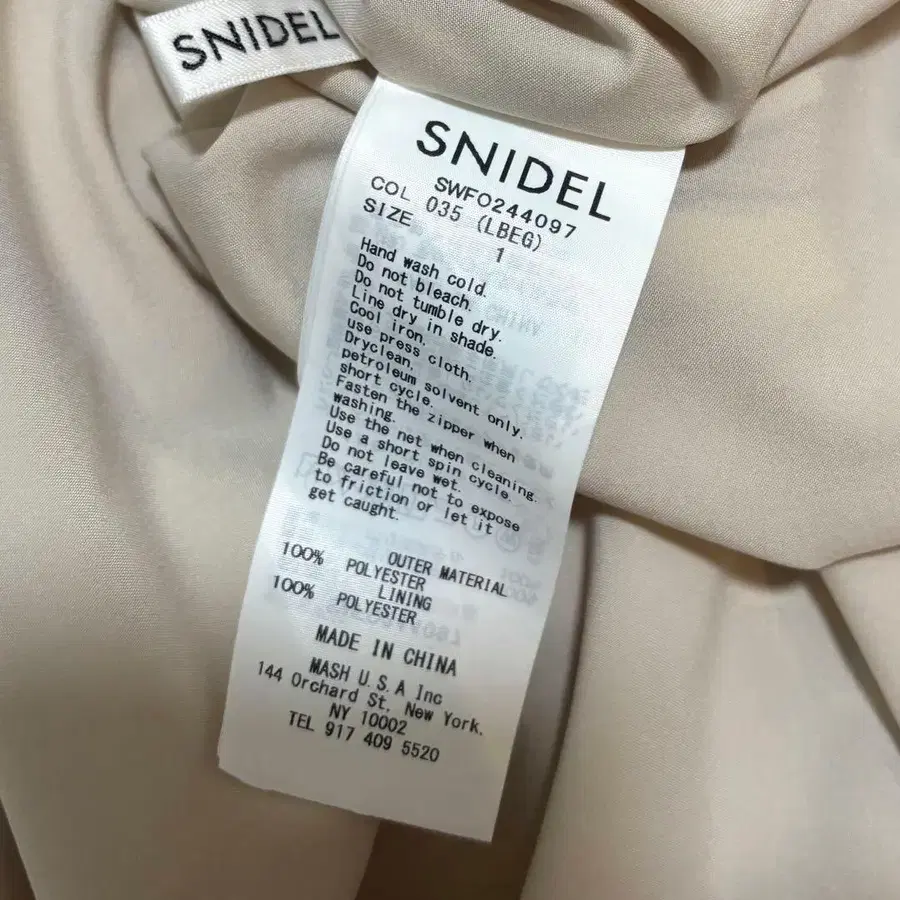 SNIDEL
SNIDEL
SWFO244097
COL 035 (LBEG)
SIZE 1
Hand wash cold.
Do not bleach.
Do not tumble dry.
Line dry in shade.
Cool iron.
use press cloth.
Dryclean.
petroleum solvent only.
short cycle.
Fasten the zipper when
washing.
Use the net when cleaning.
Use a short spin cycle.
Do not leave wet.
Be careful not to expose
to friction or let it
get caught.
OUTER MATERIAL
100% POLYESTER
LINING
100% POLYESTER
MADE IN CHINA
MASH U.S.A Inc
144 Orchard St, New York,
NY 10002
TEL 917 409 5520